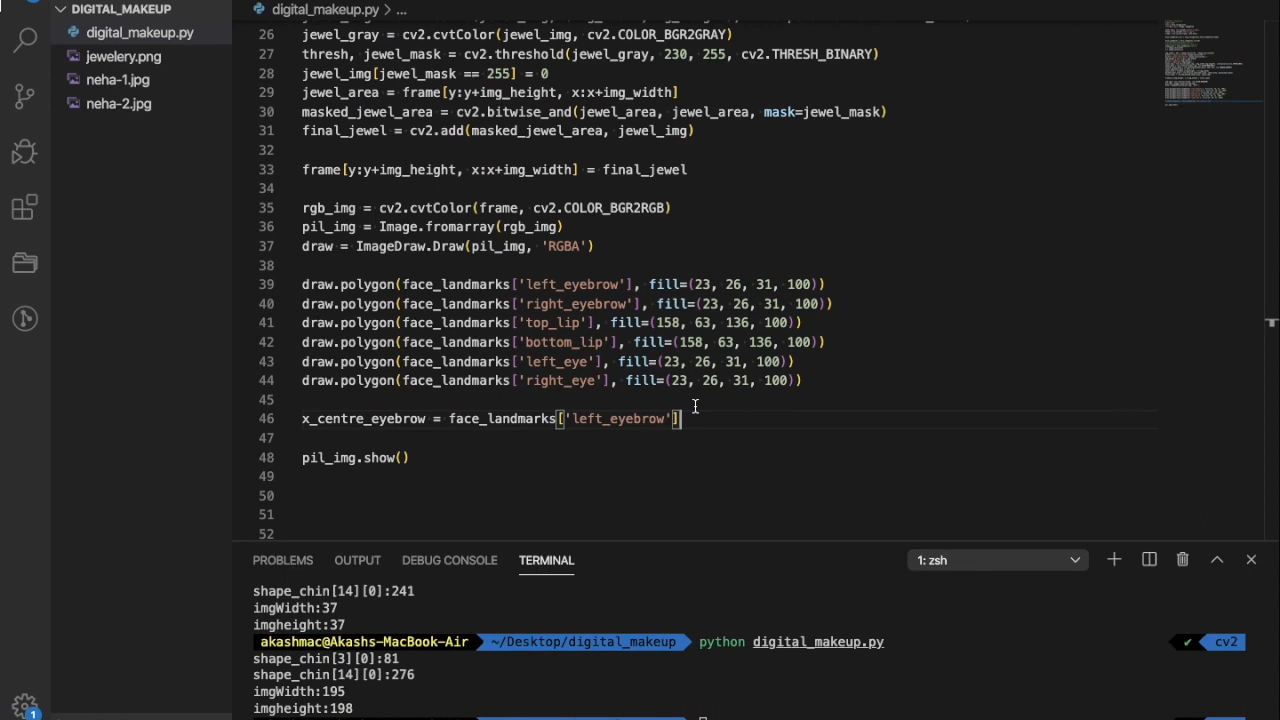 DIGITAL_MAKEUP
digital_makeup.py
jewelery.png
neha-1.jpg
neha-2.jpg
1
digital_makeup.py > ...
26 jewel_gray = cv2.cvtColor(jewel_img, cv2.COLOR_BGR2GRAY)
27 thresh, jewel_mask = cv2.threshold(jewel_gray, 230, 255, cv2.THRESH_BINARY)
28 jewel_img[jewel_mask == 255] = 0
29 jewel_area = frame[y:y+img_height, x:x+img_width]
30 masked_jewel_area = cv2.bitwise_and(jewel_area, jewel_area, mask=jewel_mask)
31 final_jewel = cv2.add(masked_jewel_area, jewel_img)
32
33 frame[y:y+img_height, x:x+img_width] = final_jewel
34
35 rgb_img = cv2.cvtColor(frame, cv2.COLOR_BGR2RGB)
36 pil_img = Image.fromarray(rgb_img)
37 draw = ImageDraw.Draw(pil_img, 'RGBA')
38
39 draw.polygon(face_landmarks['left_eyebrow'], fill=(23, 26, 31, 100))
40 draw.polygon(face_landmarks['right_eyebrow'], fill=(23, 26, 31, 100))
41 draw.polygon(face_landmarks['top_lip'], fill=(158, 63, 136, 100))
42 draw.polygon(face_landmarks['bottom_lip'], fill=(158, 63, 136, 100))
43 draw.polygon(face_landmarks['left_eye'], fill=(23, 26, 31, 100))
44 draw.polygon(face_landmarks['right_eye'], fill=(23, 26, 31, 100))
45
46 x_centre_eyebrow = face_landmarks['left_eyebrow']
47
48 pil_img.show()
49
50
51
52
PROBLEMS OUTPUT DEBUG CONSOLE TERMINAL 1: zsh
shape_chin[14][0]:241
imgWidth:37
imgheight:37
akashmac@Akashs-MacBook-Air ~/Desktop/digital_makeup python digital_makeup.py ✔ cv2
shape_chin[3][0]:81
shape_chin[14][0]:276
imgWidth:195
imgheight:198